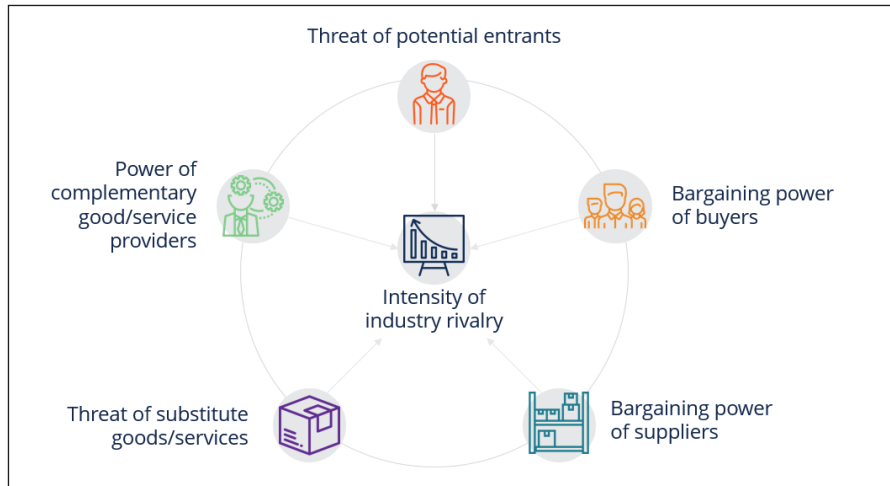 Threat of potential entrants
Power of
complementary
good/service
providers
Bargaining power
of buyers
Intensity of
industry rivalry
Threat of substitute
goods/services
Bargaining power
of suppliers